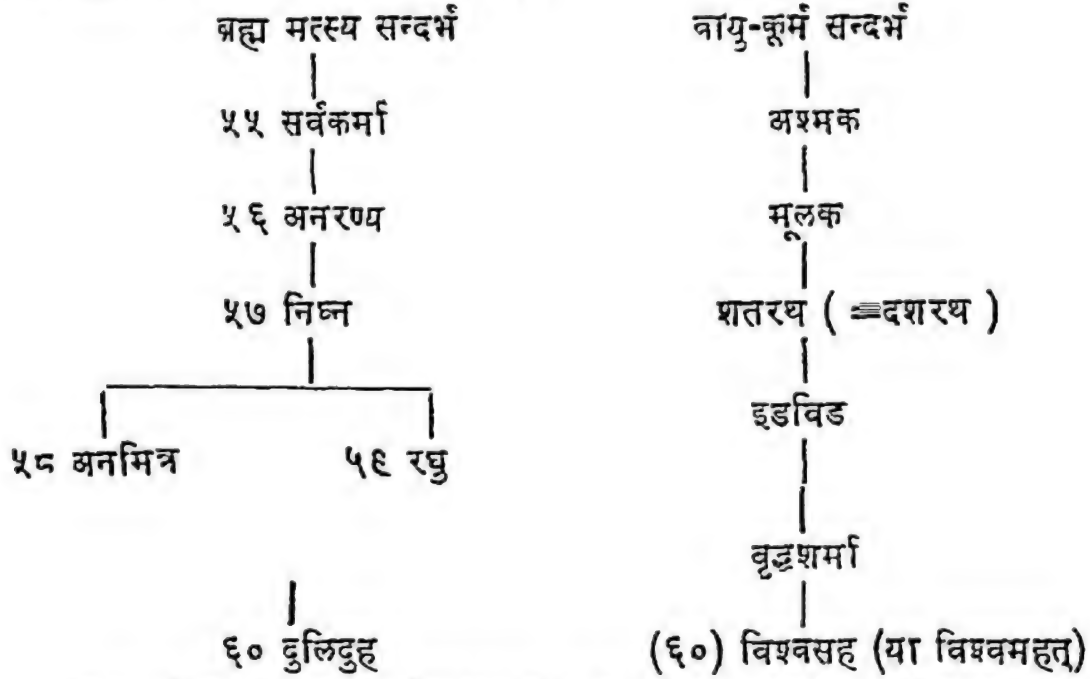 ब्रह्म मत्स्य सन्दर्भ
५५ सर्वकर्मा
५६ अनरण्य
५७ निघ्न
५८ अनमित्र ५९ रघु
६० दुलिदुह
वायु-कूर्म सन्दर्भ
अश्मक
मूलक
शतरथ ( =दशरथ )
इडविड
वृद्धशर्मा
(६०) विश्वसह (या विश्वमहत्)